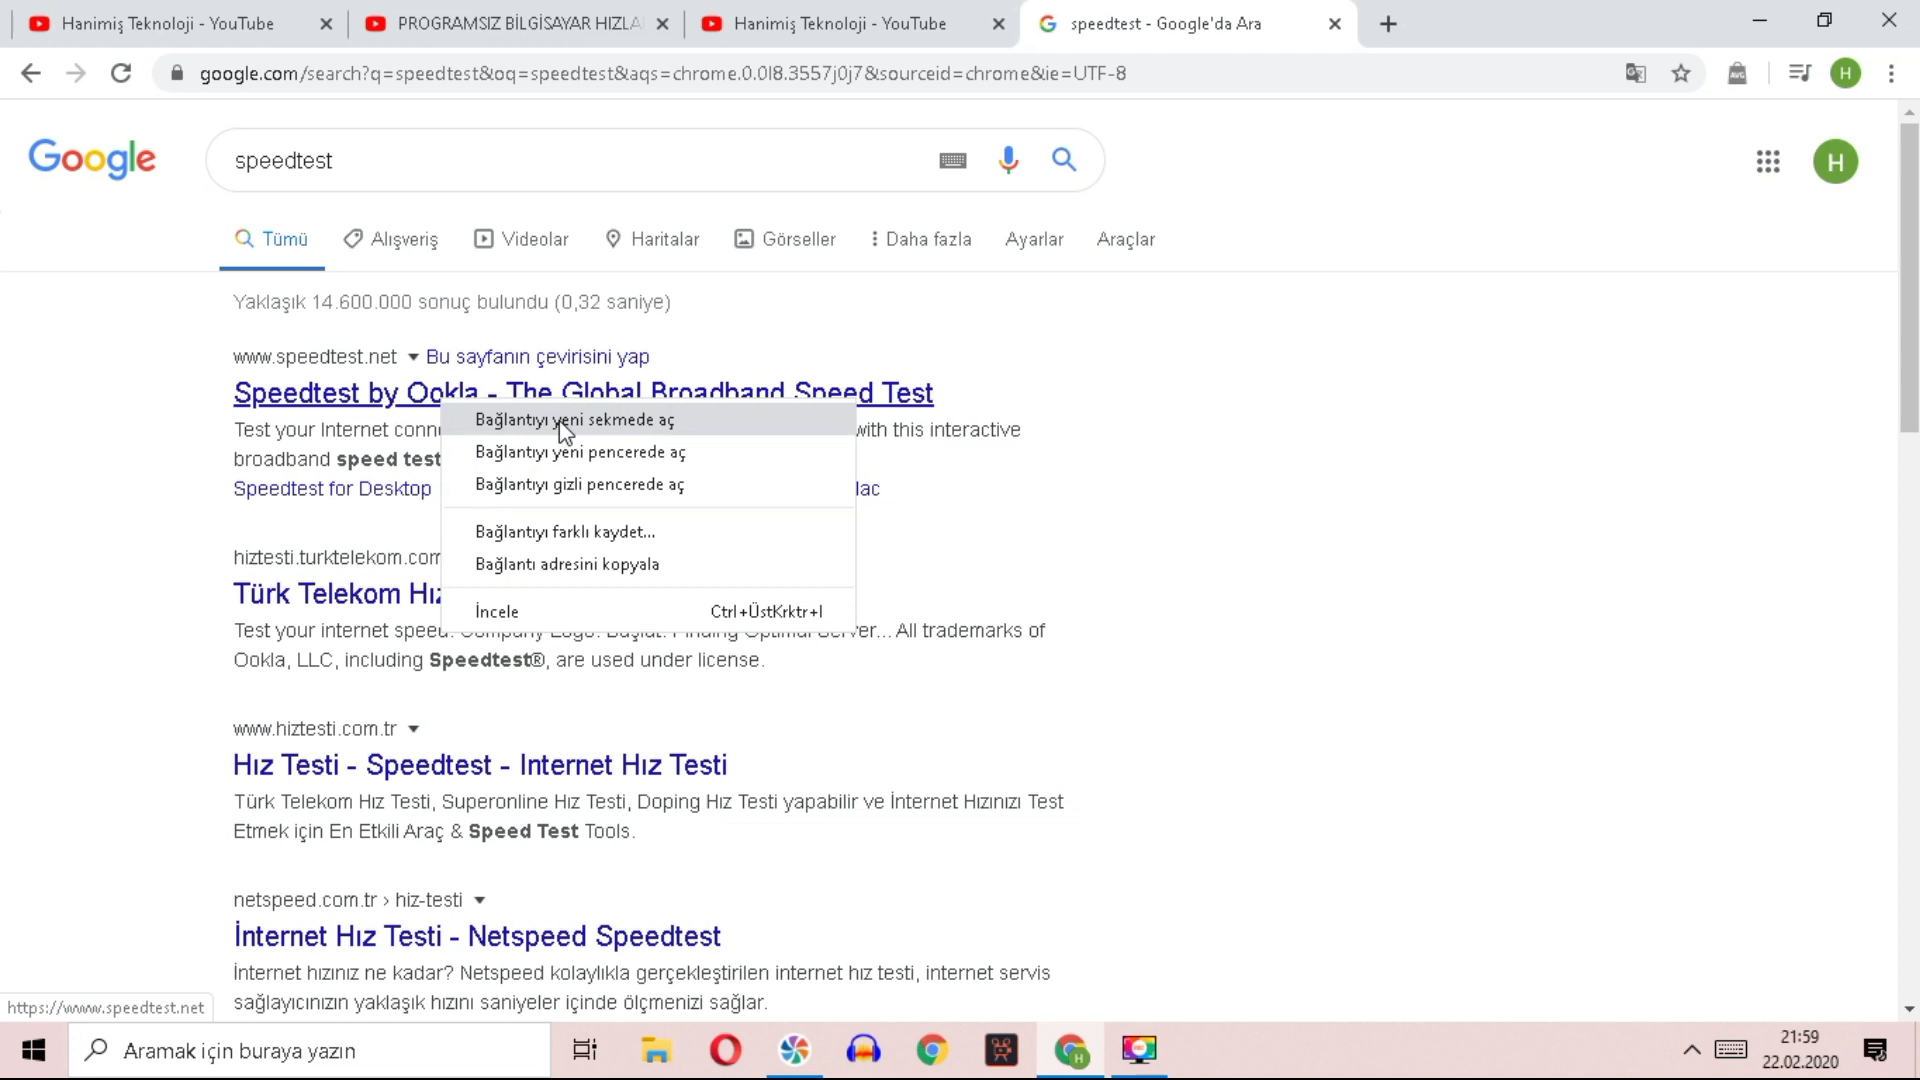 Hanimiş Teknoloji - YouTube
PROGRAMSIZ BİLGİSAYAR HIZLA
Hanimiş Teknoloji - YouTube
speedtest - Google'da Ara
google.com/search?q=speedtest&oq=speedtest&aqs=chrome.0.0l8.3557j0j7&sourceid=chrome&ie=UTF-8
AVG
H
Google
speedtest
H
Tümü
Alışveriş
Videolar
Haritalar
Görseller
Daha fazla
Ayarlar
Araçlar
Yaklaşık 14.600.000 sonuç bulundu (0,32 saniye)
www.speedtest.net Bu sayfanın çevirisini yap
Speedtest by Ookla - The Global Broadband Speed Test
Test your Internet with this interactive
broadband speed test
Speedtest for Desktop
Bağlantıyı yeni sekmede aç
Bağlantıyı yeni pencerede aç
Bağlantıyı gizli pencerede aç
Bağlantıyı farklı kaydet...
Bağlantı adresini kopyala
İncele Ctrl+ÜstKrktr+I
hiztesti.turktelekom.com
Türk Telekom
Test your internet speed. Company Logo. Başlat. Finding Optimal Server... All trademarks of
Ookla, LLC, including Speedtest®, are used under license.
www.hiztesti.com.tr
Hız Testi - Speedtest - Internet Hız Testi
Türk Telekom Hız Testi, Superonline Hız Testi, Doping Hız Testi yapabilir ve İnternet Hızınızı Test
Etmek için En Etkili Araç & Speed Test Tools.
netspeed.com.tr › hiz-testi
İnternet Hız Testi - Netspeed Speedtest
İnternet hızınız ne kadar? Netspeed kolaylıkla gerçekleştirilen internet hız testi, internet servis
sağlayıcınızın yaklaşık hızını saniyeler içinde ölçmenizi sağlar.
https://www.speedtest.net
Aramak için buraya yazın
H
21:59
22.02.2020